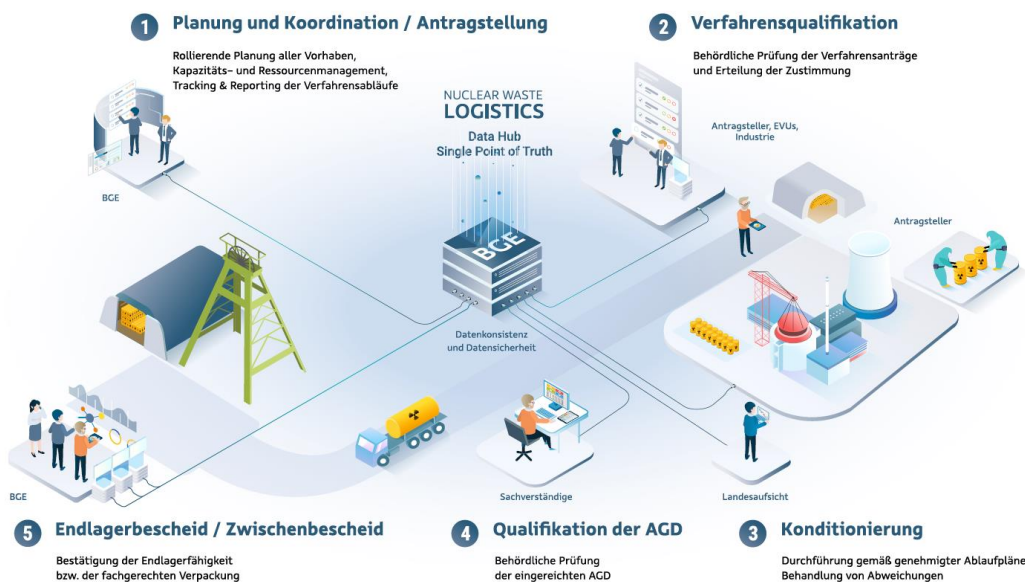 1 Planung und Koordination / Antragstellung
Rollierende Planung aller Vorhaben,
Kapazitäts- und Ressourcenmanagement,
Tracking & Reporting der Verfahrensabläufe
2 Verfahrensqualifikation
Behördliche Prüfung der Verfahrensanträge
und Erteilung der Zustimmung
NUCLEAR WASTE
LOGISTICS
Data Hub
Single Point of Truth
Antragsteller, EVUs,
Industrie
BGE
Antragsteller
BGE
Datenkonsistenz
und Datensicherheit
BGE
Sachverständige
Landesaufsicht
5 Endlagerbescheid / Zwischenbescheid
Bestätigung der Endlagerfähigkeit
bzw. der fachgerechten Verpackung
4 Qualifikation der AGD
Behördliche Prüfung
der eingereichten AGD
3 Konditionierung
Durchführung gemäß genehmigter Ablaufpläne
Behandlung von Abweichungen